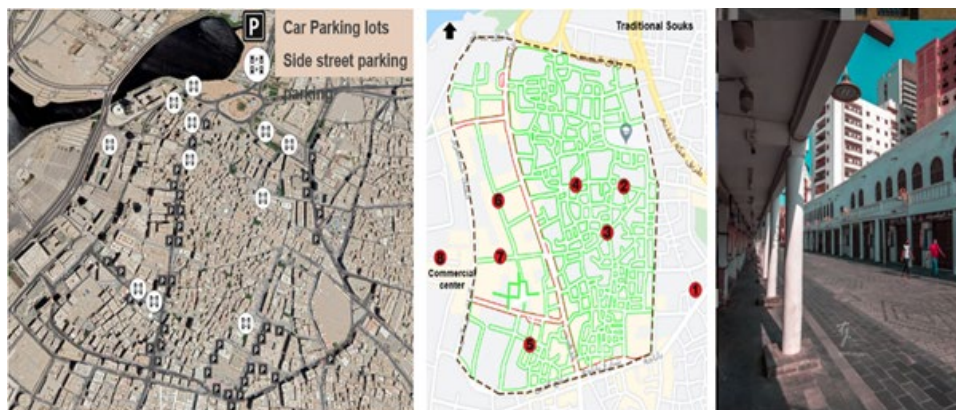 P
Car Parking lots
Side street parking
parking
Traditional Souks
4
2
6
3
7
8
Commercial
center
1
5